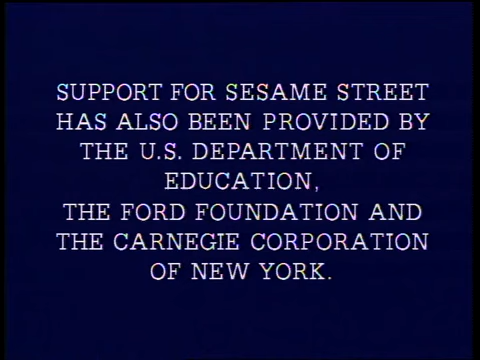 SUPPORT FOR SESAME STREET
HAS ALSO BEEN PROVIDED BY
THE U.S. DEPARTMENT OF
EDUCATION,
THE FORD FOUNDATION AND
THE CARNEGIE CORPORATION
OF NEW YORK.